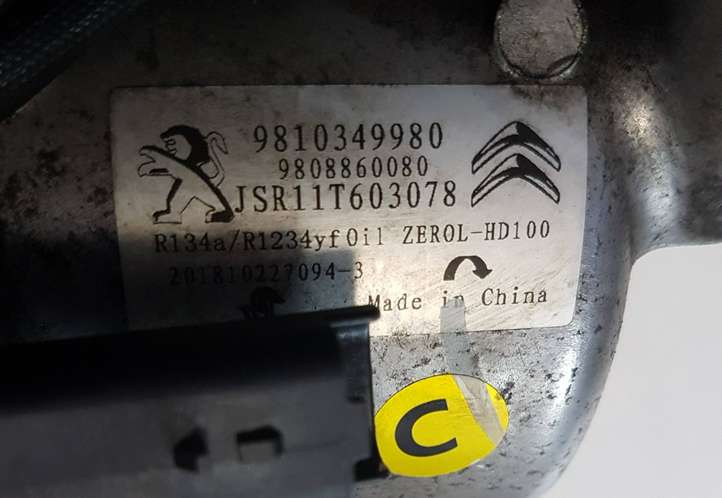 9810349980
9808860080
JSR11T603078
R134a/R1234yf Oil ZEROL-HD100
201810227094-3
Made in China
C